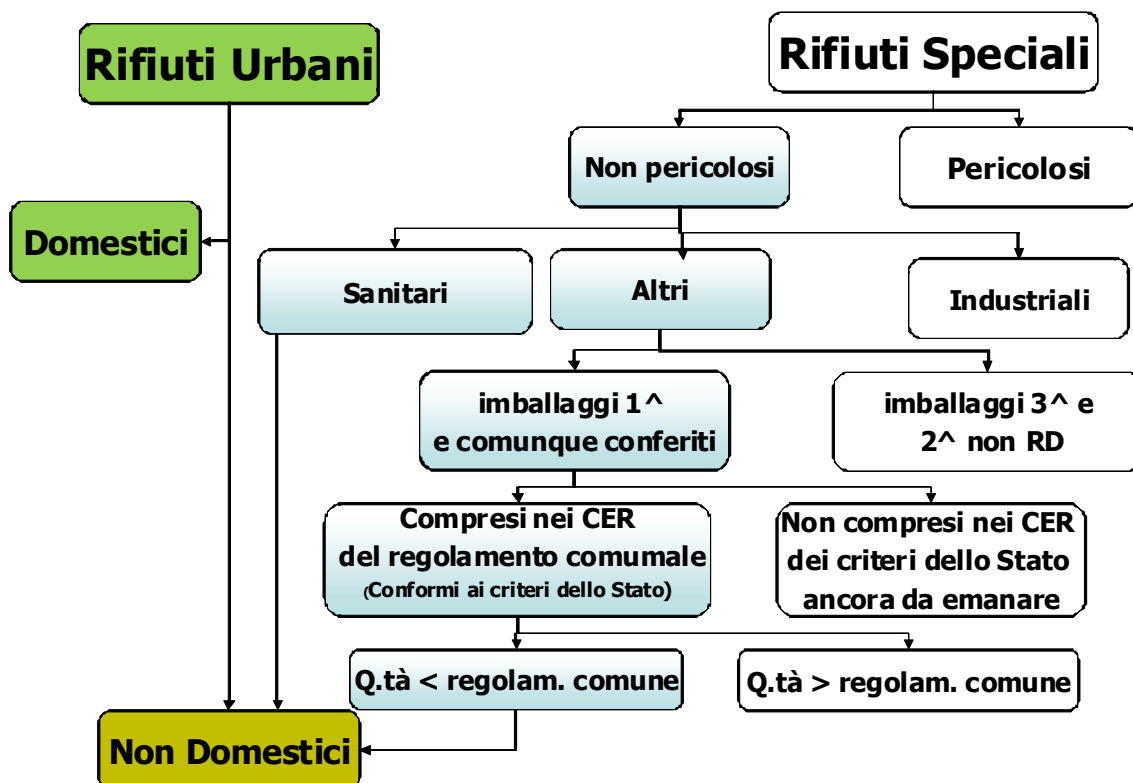 Rifiuti Urbani
Rifiuti Speciali
Non pericolosi
Pericolosi
Domestici
Sanitari
Altri
Industriali
imballaggi 1^
e comunque conferiti
imballaggi 3^ e
2^ non RD
Compresi nei CER
del regolamento comumale
(Conformi ai criteri dello Stato)
Non compresi nei CER
dei criteri dello Stato
ancora da emanare
Q.tà < regolam. comune
Q.tà > regolam. comune
Non Domestici